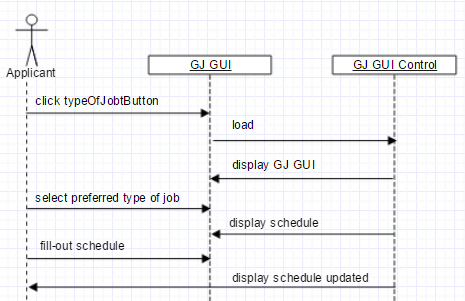 Applicant
GJ GUI
GJ GUI Control
click typeOfJobtButton
load
display GJ GUI
select preferred type of job
display schedule
fill-out schedule
display schedule updated